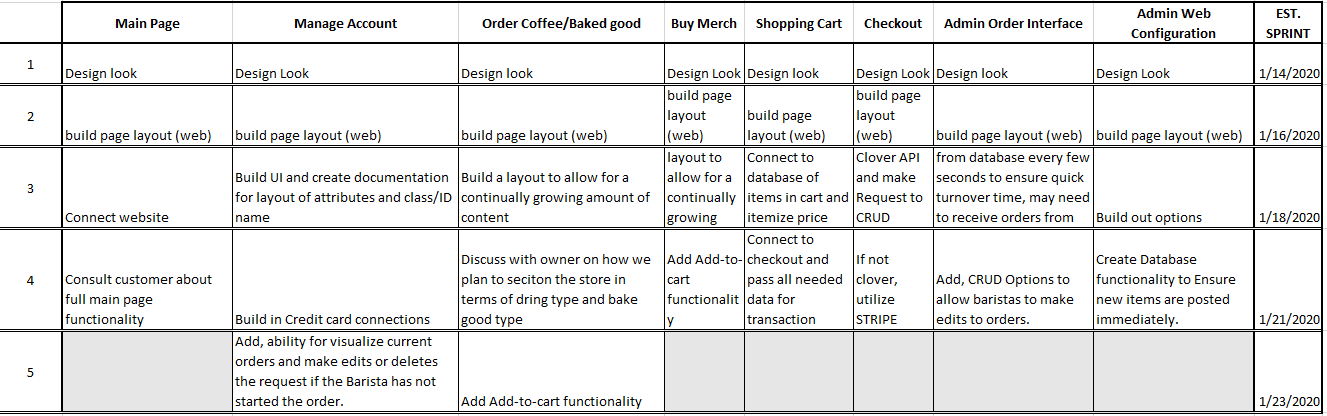 Main Page Manage Account Order Coffee/Baked good Buy Merch Shopping Cart Checkout Admin Order Interface Admin Web Configuration EST. SPRINT
1
Design look
Design Look
Design look
Design Look
Design look
Design Look
Design look
Design Look
1/14/2020
2
build page layout (web)
build page layout (web)
build page layout (web)
build page
layout
(web)
build page
layout (web)
build page
layout
(web)
build page layout (web)
build page layout (web)
1/16/2020
3
Connect website
Build UI and create documentation
for layout of attributes and class/ID
name
Build a layout to allow for a
continually growing amount of
content
layout to
allow for a
continually
growing
Connect to
database of
items in cart and
itemize price
Clover API
and make
Request to
CRUD
from database every few
seconds to ensure quick
turnover time, may need
to receive orders from
Build out options
1/18/2020
4
Consult customer about
full main page
functionality
Build in Credit card connections
Discuss with owner on how we
plan to seciton the store in
terms of dring type and bake
good type
Add Add-to-
cart
functionalit
y
Connect to
checkout and
pass all needed
data for
transaction
If not
clover,
utilize
STRIPE
Add, CRUD Options to
allow baristas to make
edits to orders.
Create Database
functionality to Ensure
new items are posted
immediately.
1/21/2020
5
Add, ability for visualize current
orders and make edits or deletes
the request if the Barista has not
started the order.
Add Add-to-cart functionality
1/23/2020